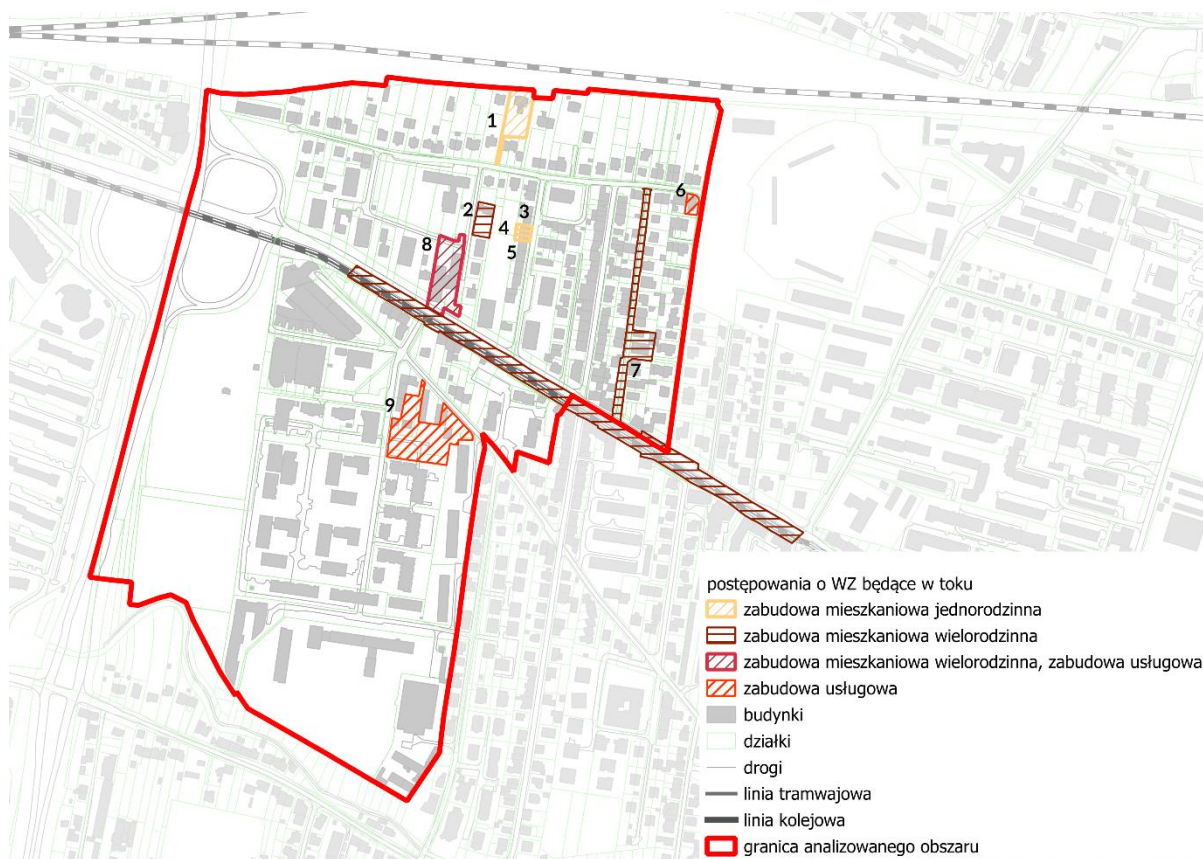 1
6
2
3
4
8
5
7
9
postępowania o WZ będące w toku
zabudowa mieszkaniowa jednorodzinna
zabudowa mieszkaniowa wielorodzinna
zabudowa mieszkaniowa wielorodzinna, zabudowa usługowa
zabudowa usługowa
budynki
działki
drogi
linia tramwajowa
linia kolejowa
granica analizowanego obszaru